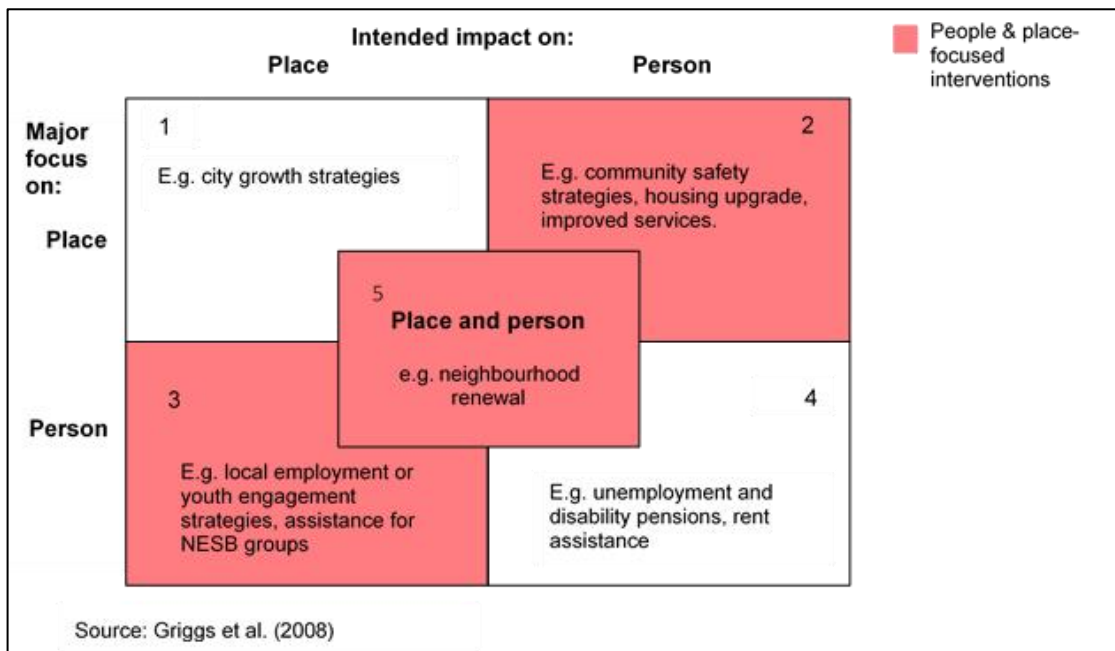 Intended impact on:
Place
Person
People & place-
focused
interventions
Major
focus
on:
Place
1
E.g. city growth strategies
2
E.g. community safety
strategies, housing upgrade,
improved services.
5
Place and person
e.g. neighbourhood
renewal
Person
3
E.g. local employment or
youth engagement
strategies, assistance for
NESB groups
4
E.g. unemployment and
disability pensions, rent
assistance
Source: Griggs et al. (2008)